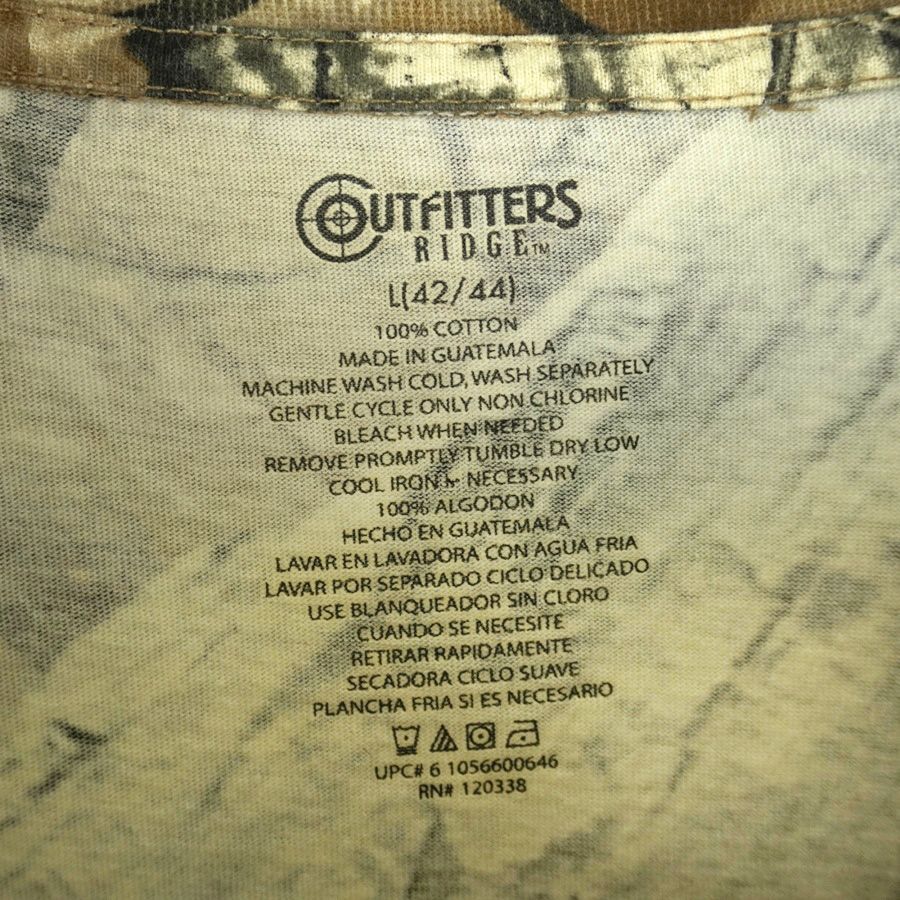 OUTFITTERS
RIDGE™
L(42/44)
100% COTTON
MADE IN GUATEMALA
MACHINE WASH COLD, WASH SEPARATELY
GENTLE CYCLE ONLY NON CHLORINE
BLEACH WHEN NEEDED
REMOVE PROMPTLY TUMBLE DRY LOW
COOL IRON NECESSARY
100% ALGODON
HECHO EN GUATEMALA
LAVAR EN LAVADORA CON AGUA FRIA
LAVAR POR SEPARADO CICLO DELICADO
USE BLANQUEADOR SIN CLORO
CUANDO SE NECESITE
RETIRAR RAPIDAMENTE
SECADORA CICLO SUAVE
PLANCHA FRIA SI ES NECESARIO
UPC# 6 1056600646
RN# 120338